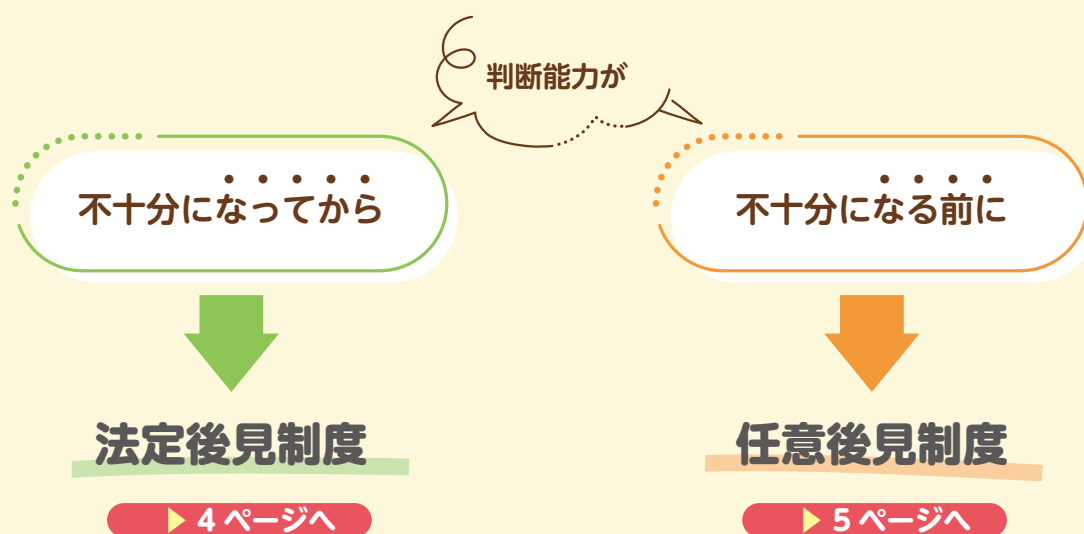 判断能力が
不十分になってから
不十分になる前に
法定後見制度
任意後見制度
4 ページへ
5 ページへ